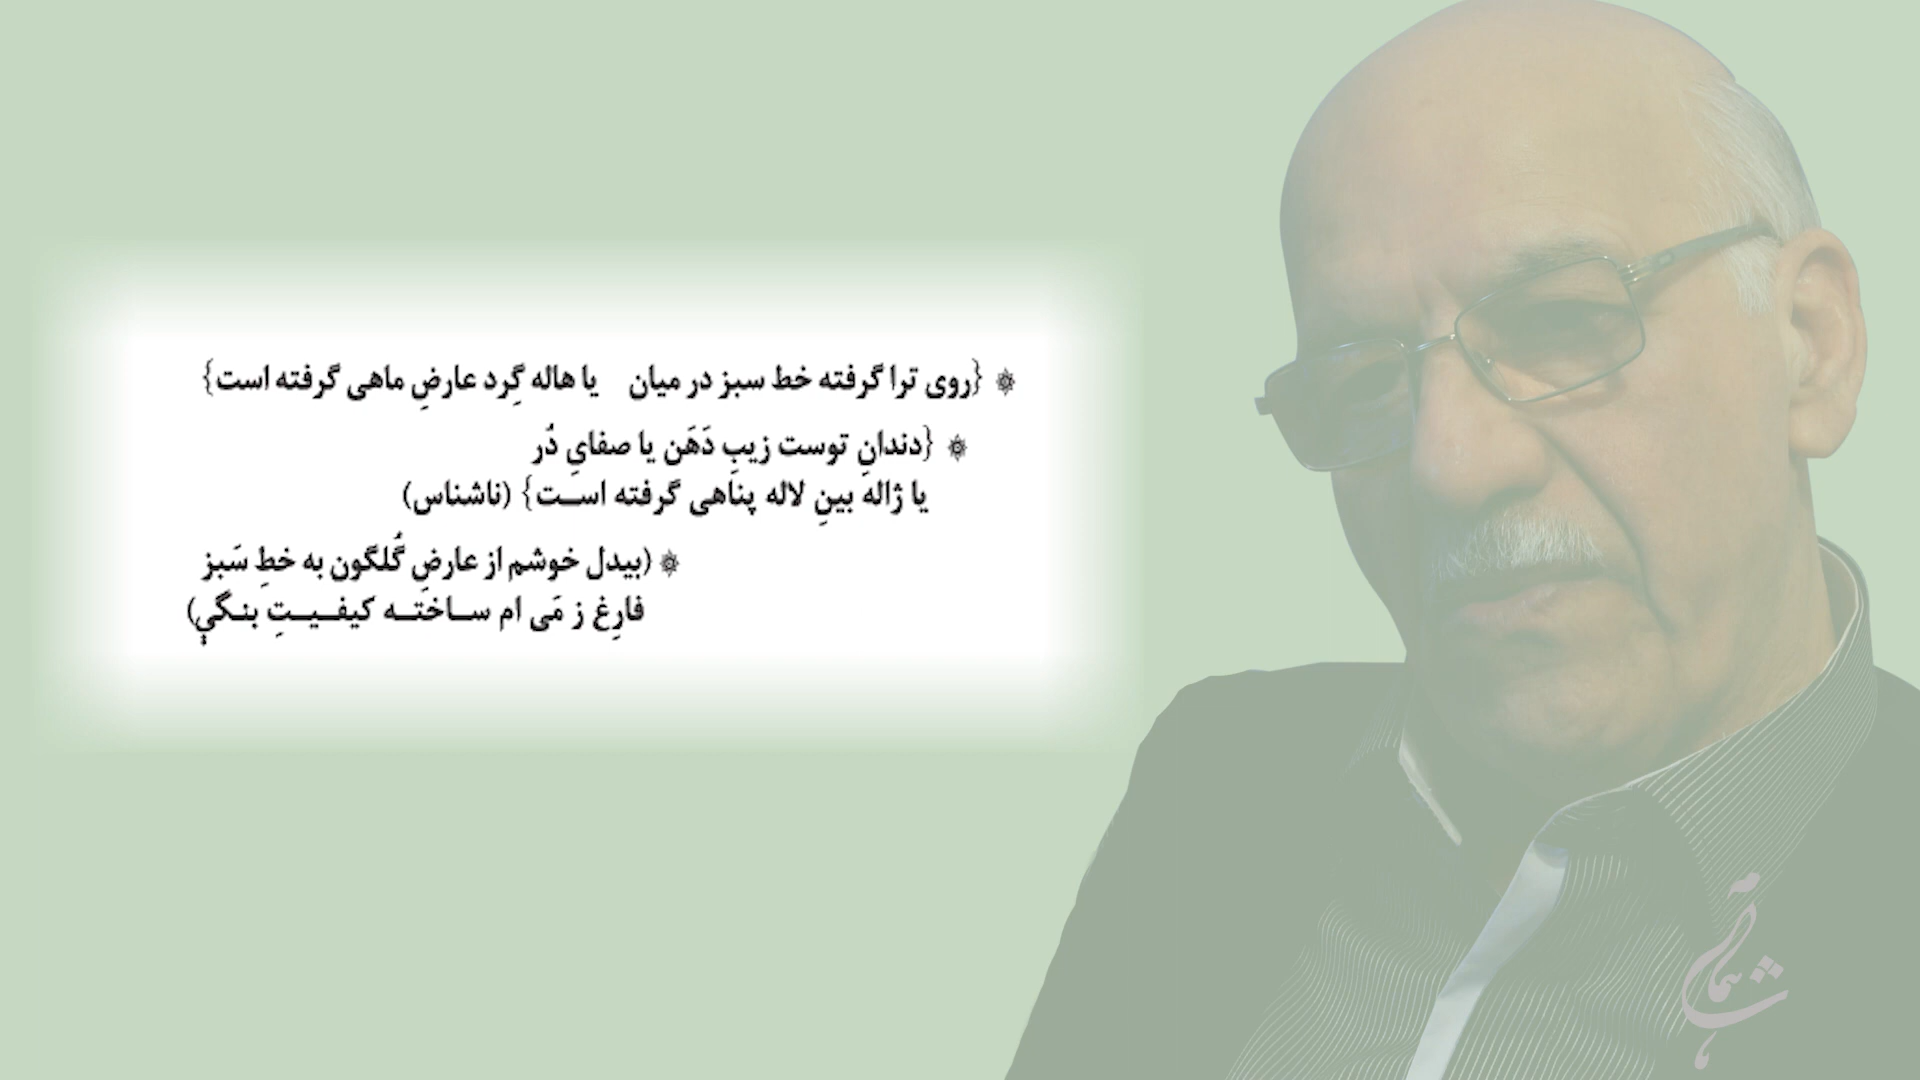 ۞ {روی ترا گرفته خط سبز در میان    یا هاله گِرد عارضِ ماهی گرفته است}
۞ {دندانِ توست زیبِ دَهَن یا صفایِ دُر
یا ژاله بینِ لاله پناهی گرفته است} (ناشناس)
۞ (بیدل خوشم از عارضِ گُلگون به خطِ سَبز
فارِغ ز مَی ام ساخته کیفیتِ بنگیٖ)